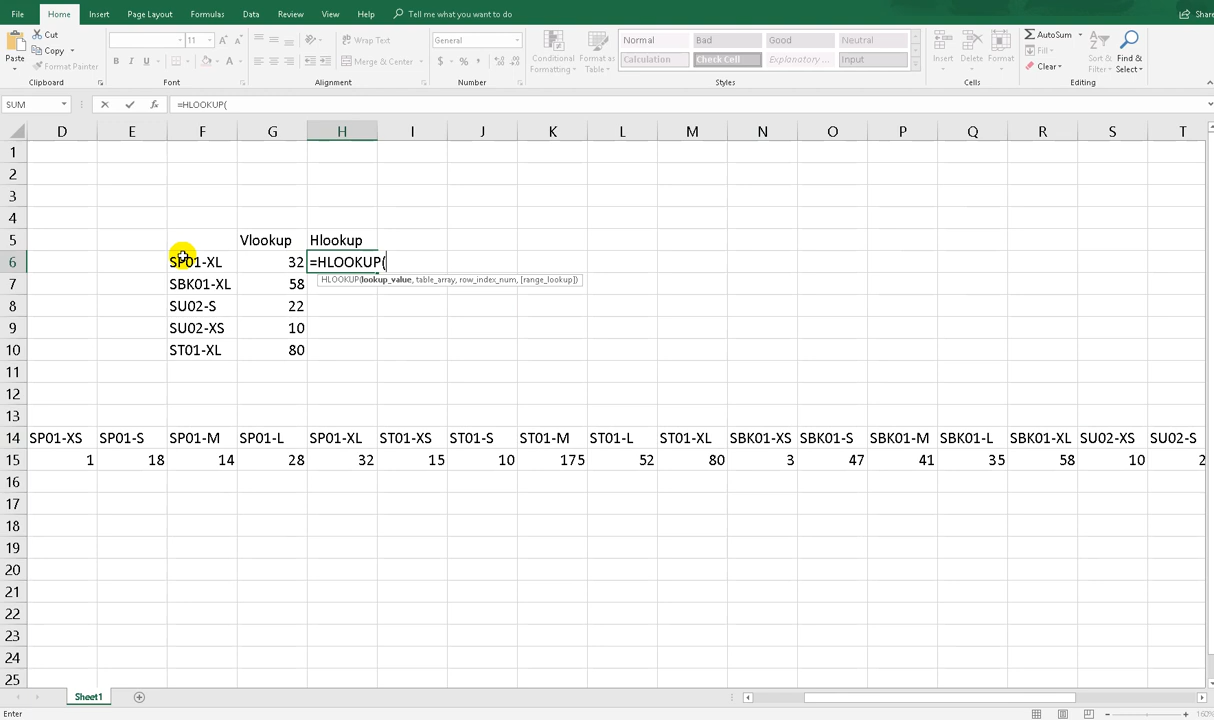 File Home Insert Page Layout Formulas Data Review View Help Tell me what you want to do Share
Paste Cut Copy Format Painter Clipboard
11 Font
Wrap Text Merge & Center Alignment
General $ % Number
Conditional Formatting Format as Table Normal Bad Good Neutral Calculation Check Cell Explanatory ... Input Styles
Insert Delete Format Cells
AutoSum Fill Clear Sort & Filter Find & Select Editing
SUM fx =HLOOKUP(
D E F G H I J K L M N O P Q R S T
1
2
3
4
5 Vlookup Hlookup
6 SP01-XL 32 =HLOOKUP(
HLOOKUP(lookup_value, table_array, row_index_num, [range_lookup])
7 SBK01-XL 58
8 SU02-S 22
9 SU02-XS 10
10 ST01-XL 80
11
12
13
14 SP01-XS SP01-S SP01-M SP01-L SP01-XL ST01-XS ST01-S ST01-M ST01-L ST01-XL SBK01-XS SBK01-S SBK01-M SBK01-L SBK01-XL SU02-XS SU02-S
15 1 18 14 28 32 15 10 175 52 80 3 47 41 35 58 10 2
16
17
18
19
20
21
22
23
24
25
Sheet1
Enter 160%